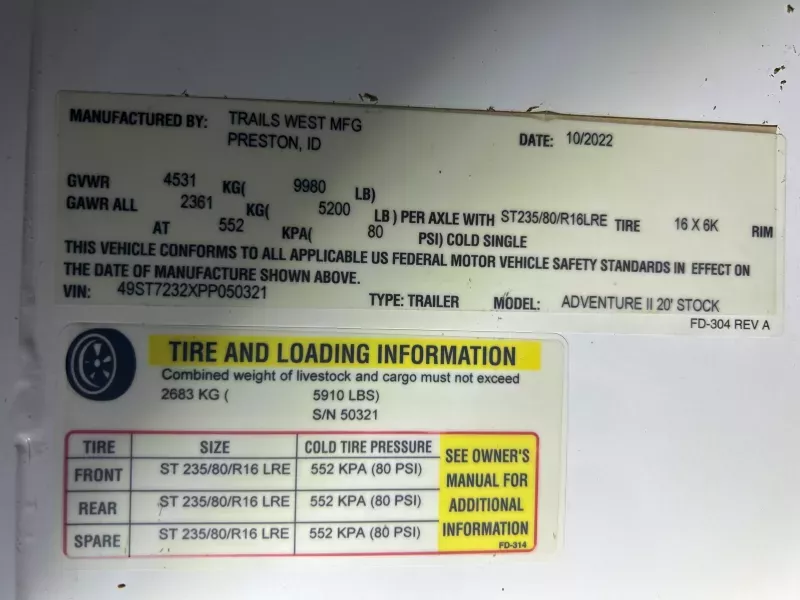 MANUFACTURED BY: TRAILS WEST MFG
PRESTON, ID DATE: 10/2022
GVWR 4531 KG( 9980 LB)
GAWR ALL 2361 KG( 5200 LB ) PER AXLE WITH ST235/80/R16LRE TIRE 16 X 6K RIM
AT 552 KPA( 80 PSI) COLD SINGLE
THIS VEHICLE CONFORMS TO ALL APPLICABLE US FEDERAL MOTOR VEHICLE SAFETY STANDARDS IN EFFECT ON
THE DATE OF MANUFACTURE SHOWN ABOVE.
VIN: 49ST7232XPP050321 TYPE: TRAILER MODEL: ADVENTURE II 20' STOCK
FD-304 REV A
TIRE AND LOADING INFORMATION
Combined weight of livestock and cargo must not exceed
2683 KG ( 5910 LBS)
S/N 50321
TIRE SIZE COLD TIRE PRESSURE
FRONT ST 235/80/R16 LRE 552 KPA (80 PSI)
REAR ST 235/80/R16 LRE 552 KPA (80 PSI)
SPARE ST 235/80/R16 LRE 552 KPA (80 PSI)
SEE OWNER'S
MANUAL FOR
ADDITIONAL
INFORMATION
FD-314